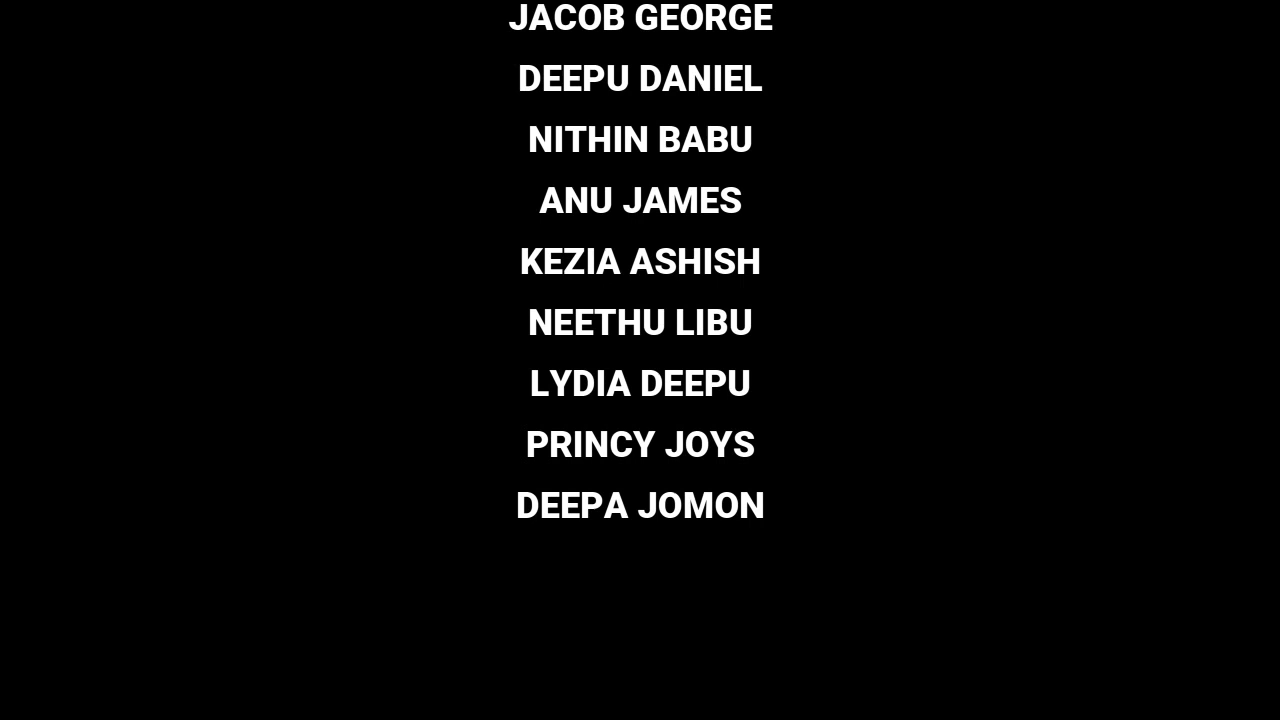 JACOB GEORGE
DEEPU DANIEL
NITHIN BABU
ANU JAMES
KEZIA ASHISH
NEETHU LIBU
LYDIA DEEPU
PRINCY JOYS
DEEPA JOMON